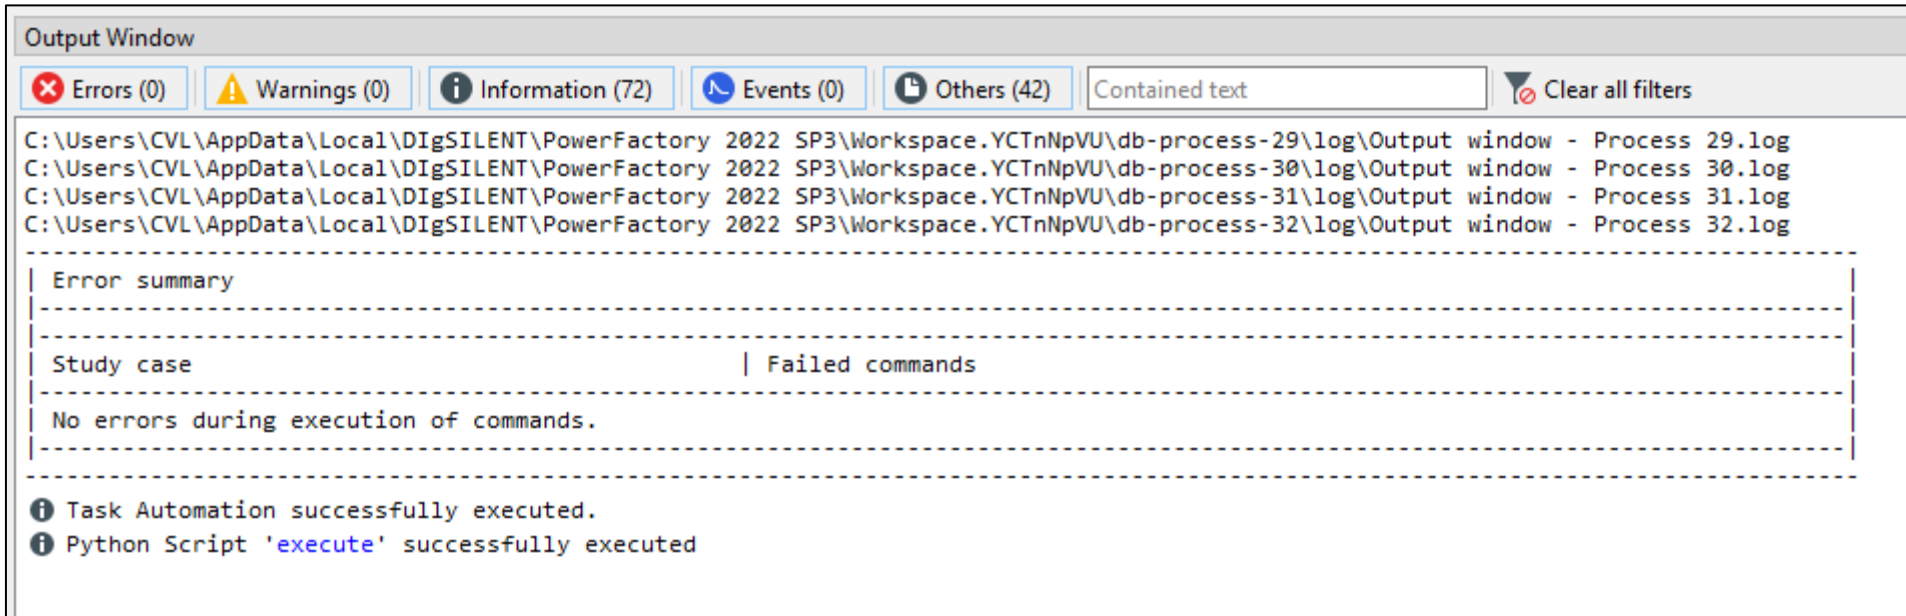 Output Window
Errors (0) Warnings (0) Information (72) Events (0) Others (42) Contained text Clear all filters
C:\Users\CVL\AppData\Local\DIgSILENT\PowerFactory 2022 SP3\Workspace.YCTnNpVU\db-process-29\log\Output window - Process 29.log
C:\Users\CVL\AppData\Local\DIgSILENT\PowerFactory 2022 SP3\Workspace.YCTnNpVU\db-process-30\log\Output window - Process 30.log
C:\Users\CVL\AppData\Local\DIgSILENT\PowerFactory 2022 SP3\Workspace.YCTnNpVU\db-process-31\log\Output window - Process 31.log
C:\Users\CVL\AppData\Local\DIgSILENT\PowerFactory 2022 SP3\Workspace.YCTnNpVU\db-process-32\log\Output window - Process 32.log
| Error summary |
| Study case | Failed commands |
| No errors during execution of commands. |
Task Automation successfully executed.
Python Script 'execute' successfully executed